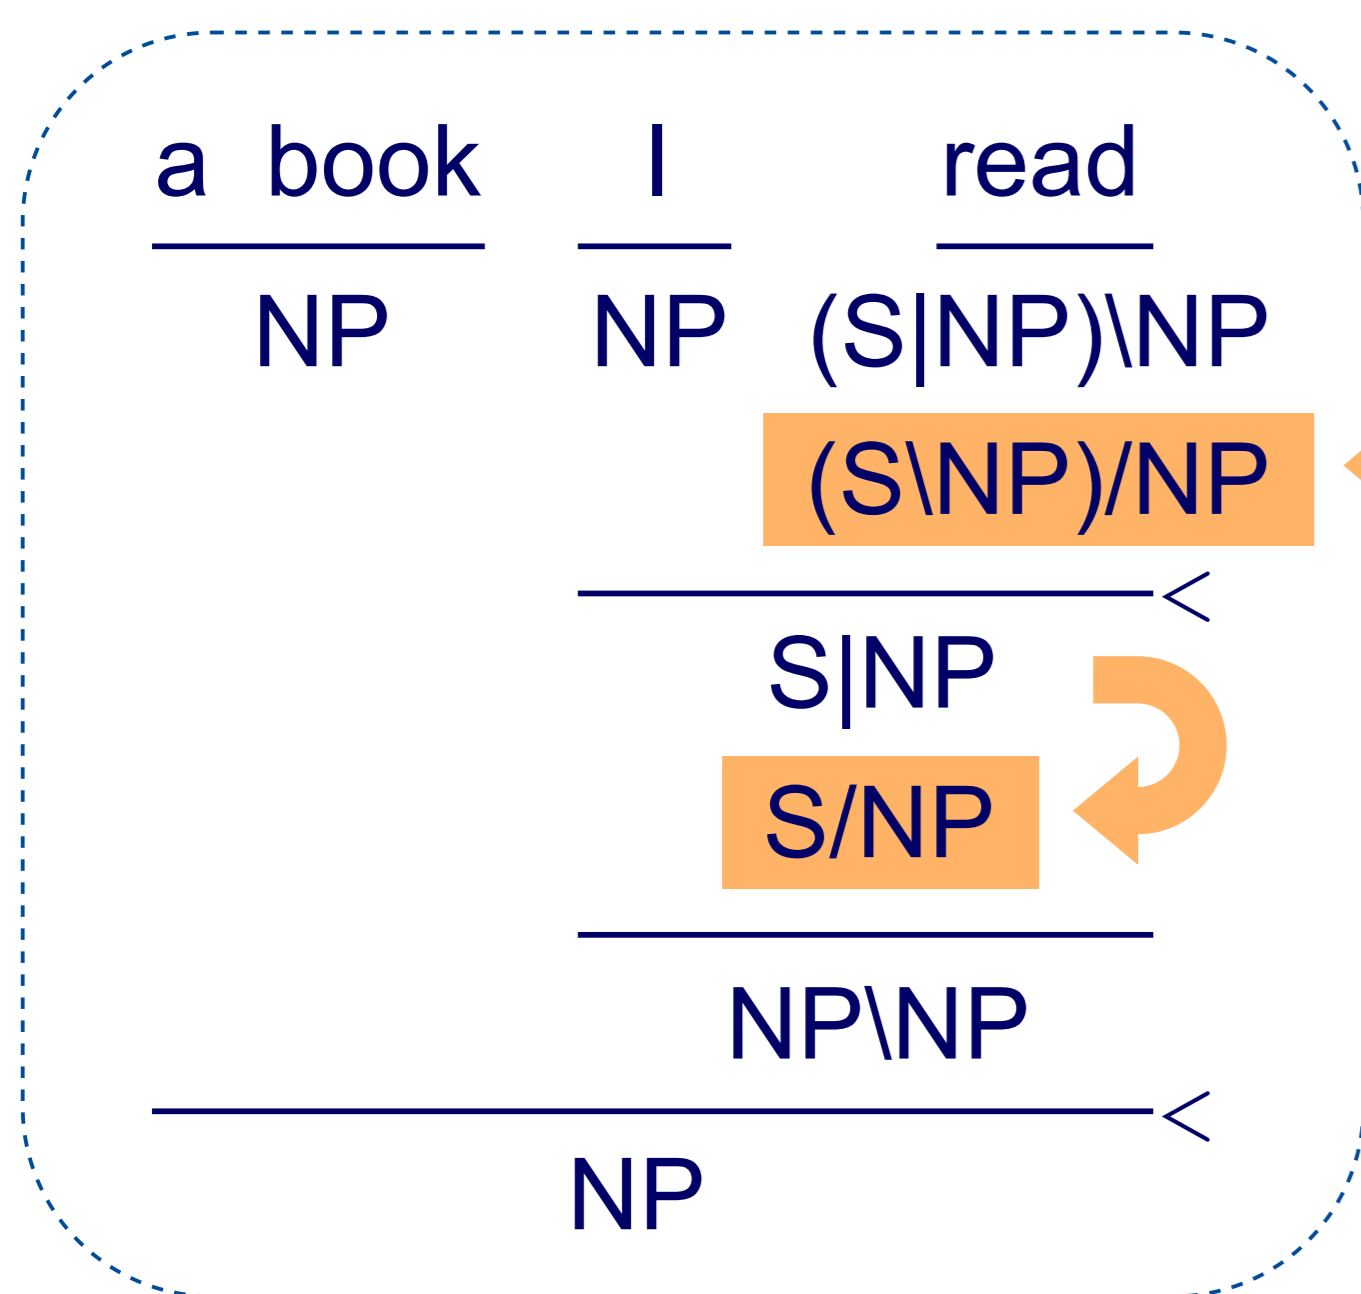 a book I read
NP NP (S|NP)\NP
(S\NP)/NP
<
S|NP
S/NP
NP\NP
<
NP